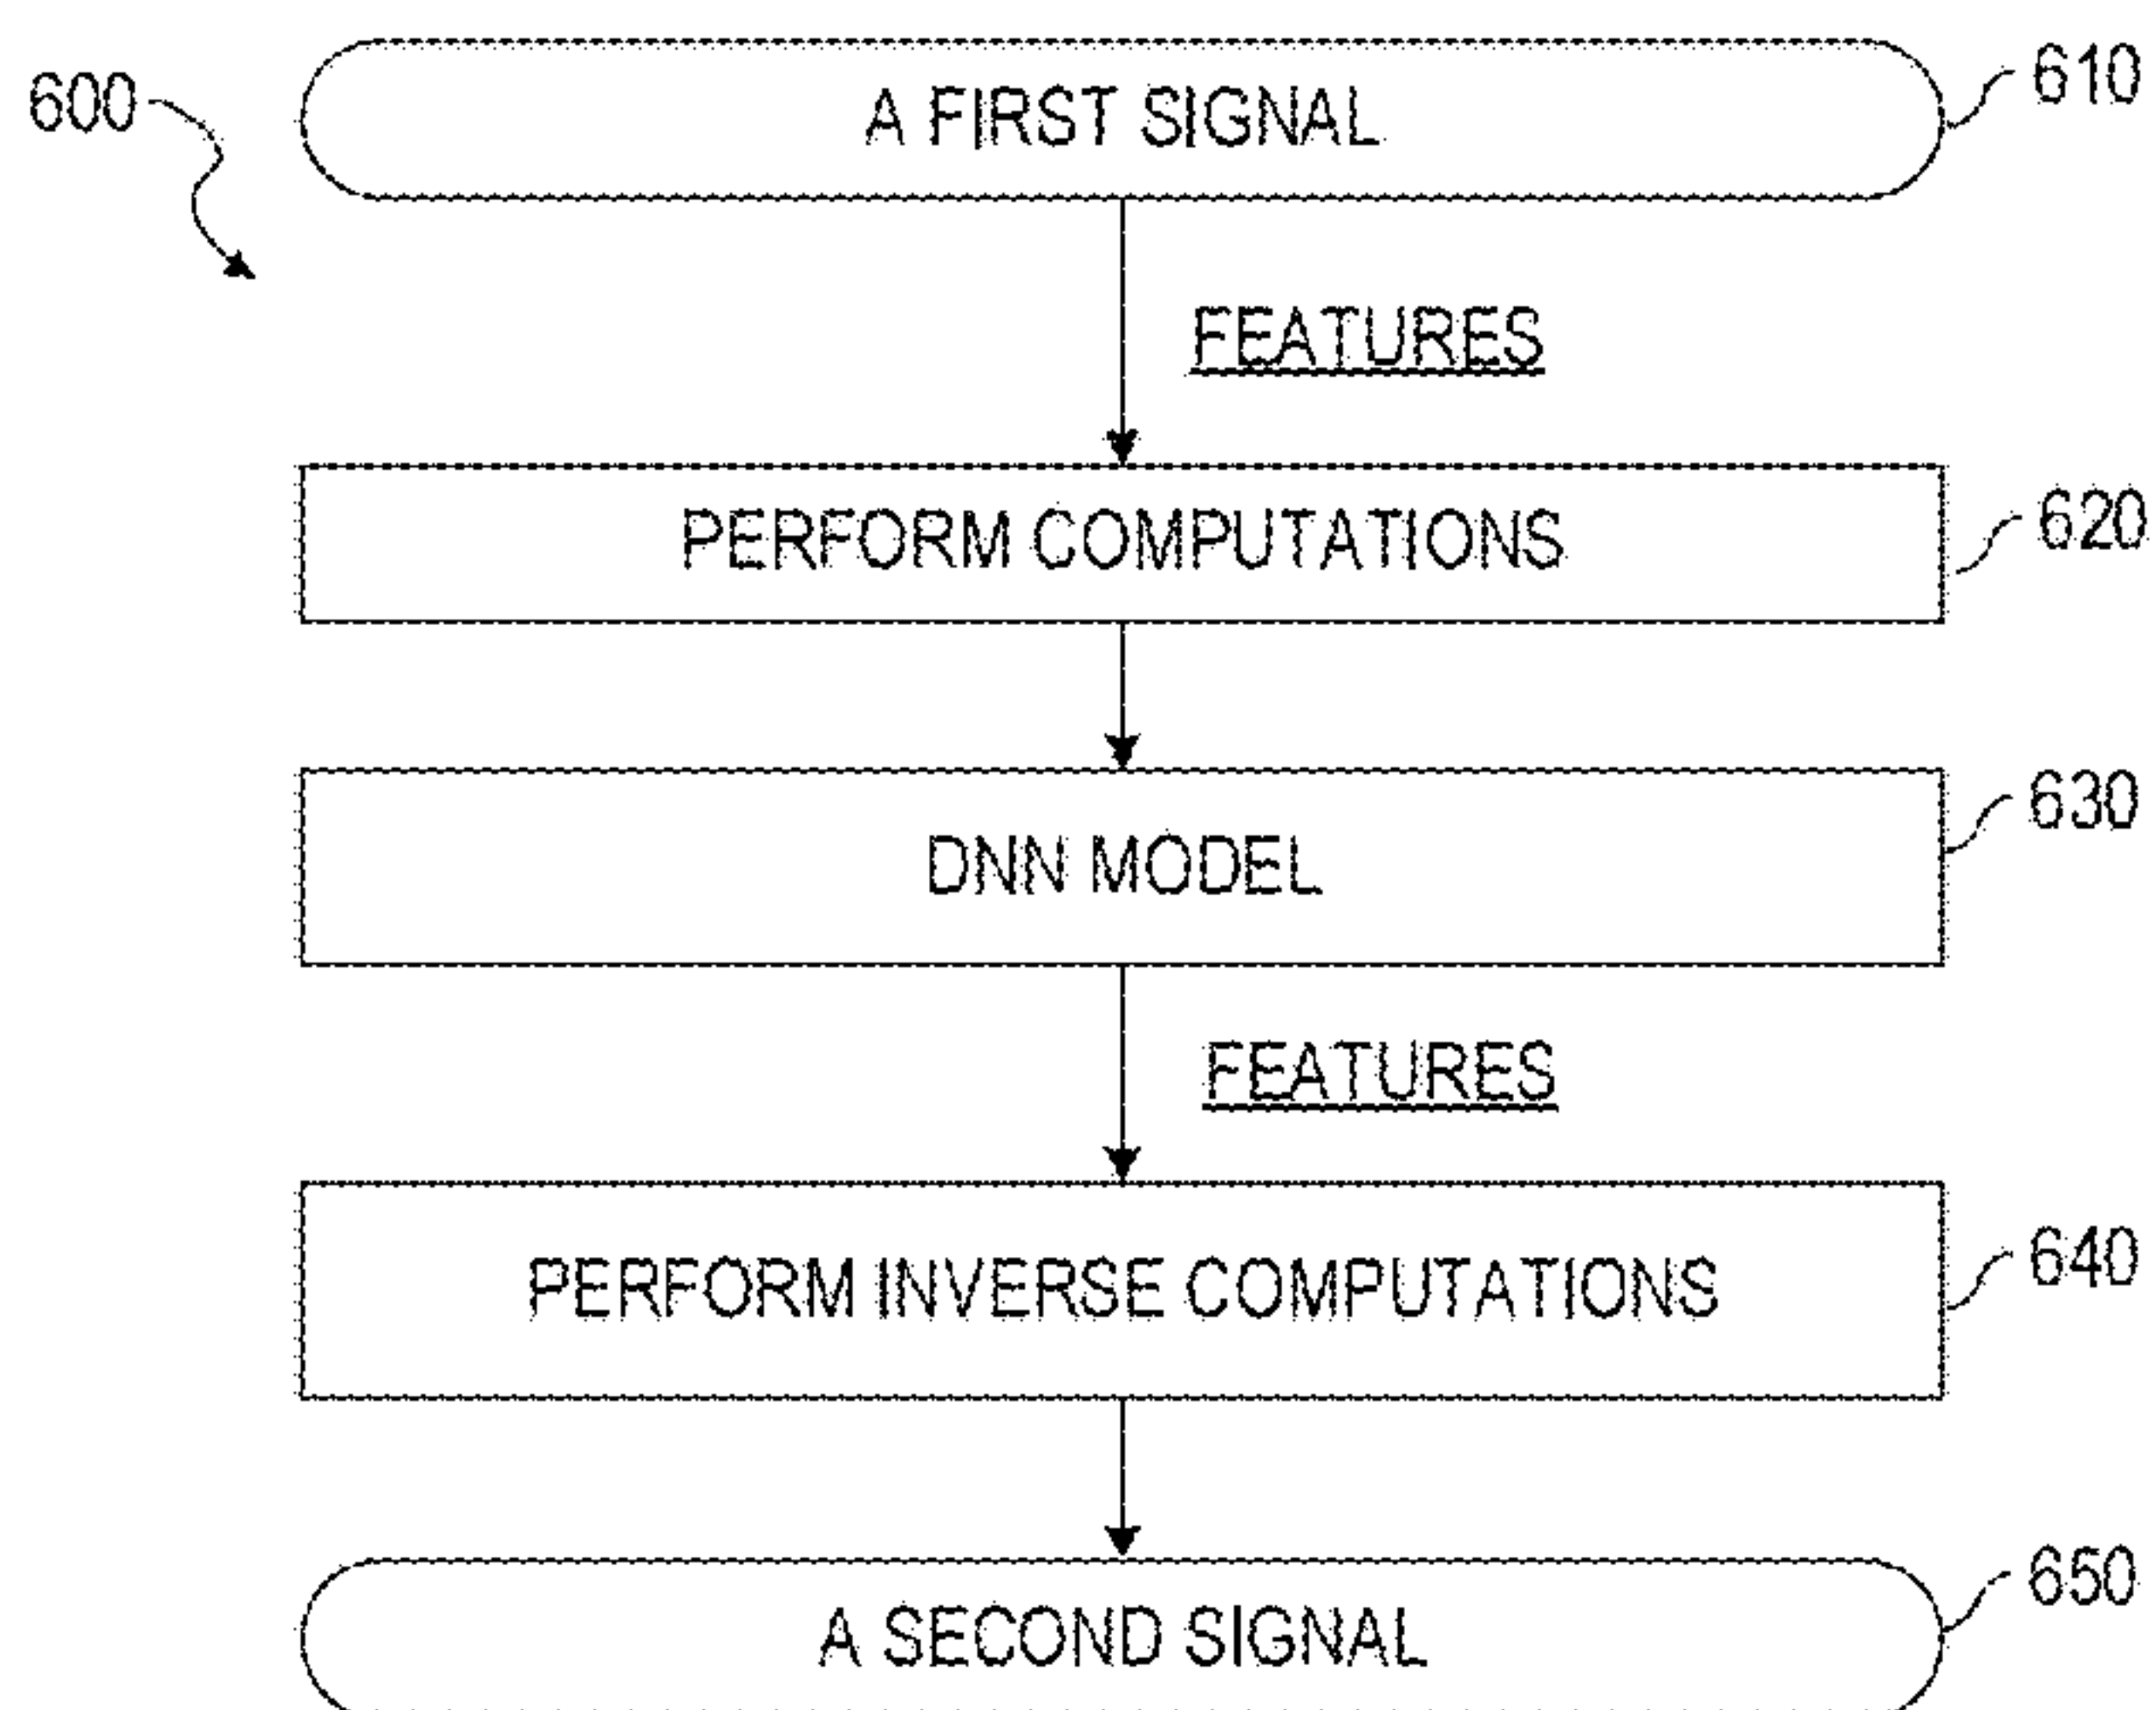 600
A FIRST SIGNAL
610
FEATURES
PERFORM COMPUTATIONS
620
DNN MODEL
630
FEATURES
PERFORM INVERSE COMPUTATIONS
640
A SECOND SIGNAL
650